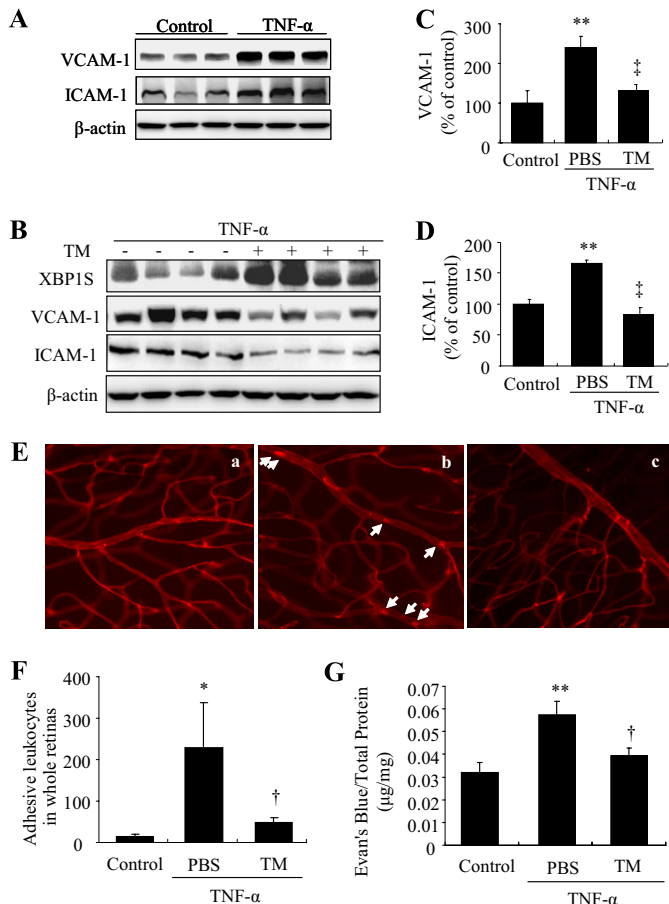 A
Control
TNF-α
VCAM-1
ICAM-1
β-actin
B
TNF-α
TM - - - - + + + +
XBP1S
VCAM-1
ICAM-1
β-actin
C
VCAM-1
(% of control)
300
200
100
0
**
‡
Control PBS TM
TNF-α
D
ICAM-1
(% of control)
200
150
100
50
0
**
‡
Control PBS TM
TNF-α
E
a
b
c
F
Adhesive leukocytes
in whole retinas
400
300
200
100
0
*
†
Control PBS TM
TNF-α
G
Evan's Blue/Total Protein
(µg/mg)
0.07
0.06
0.05
0.04
0.03
0.02
0.01
0
**
†
Control PBS TM
TNF-α